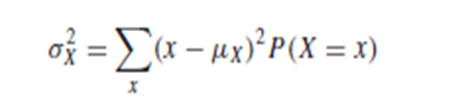 σ²_X = ∑_x (x − μ_X)² P(X = x)